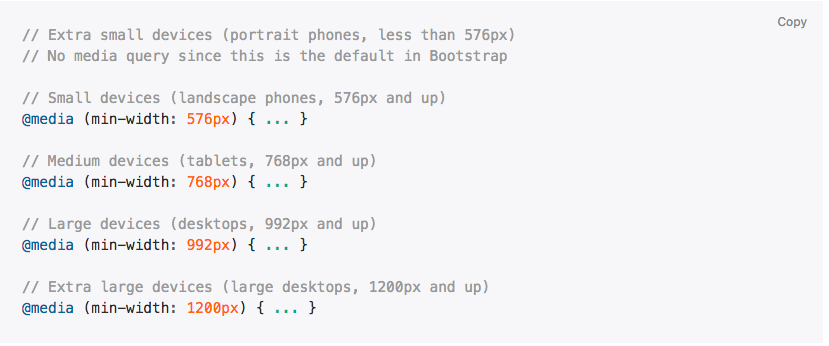 Copy
// Extra small devices (portrait phones, less than 576px)
// No media query since this is the default in Bootstrap
// Small devices (landscape phones, 576px and up)
@media (min-width: 576px) { ... }
// Medium devices (tablets, 768px and up)
@media (min-width: 768px) { ... }
// Large devices (desktops, 992px and up)
@media (min-width: 992px) { ... }
// Extra large devices (large desktops, 1200px and up)
@media (min-width: 1200px) { ... }